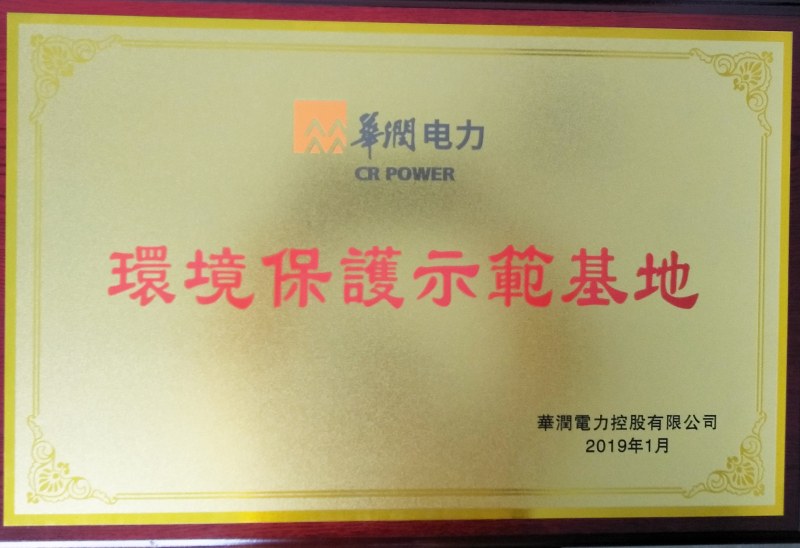 華潤电力
CR POWER
環境保護示範基地
華潤電力控股有限公司
2019年1月